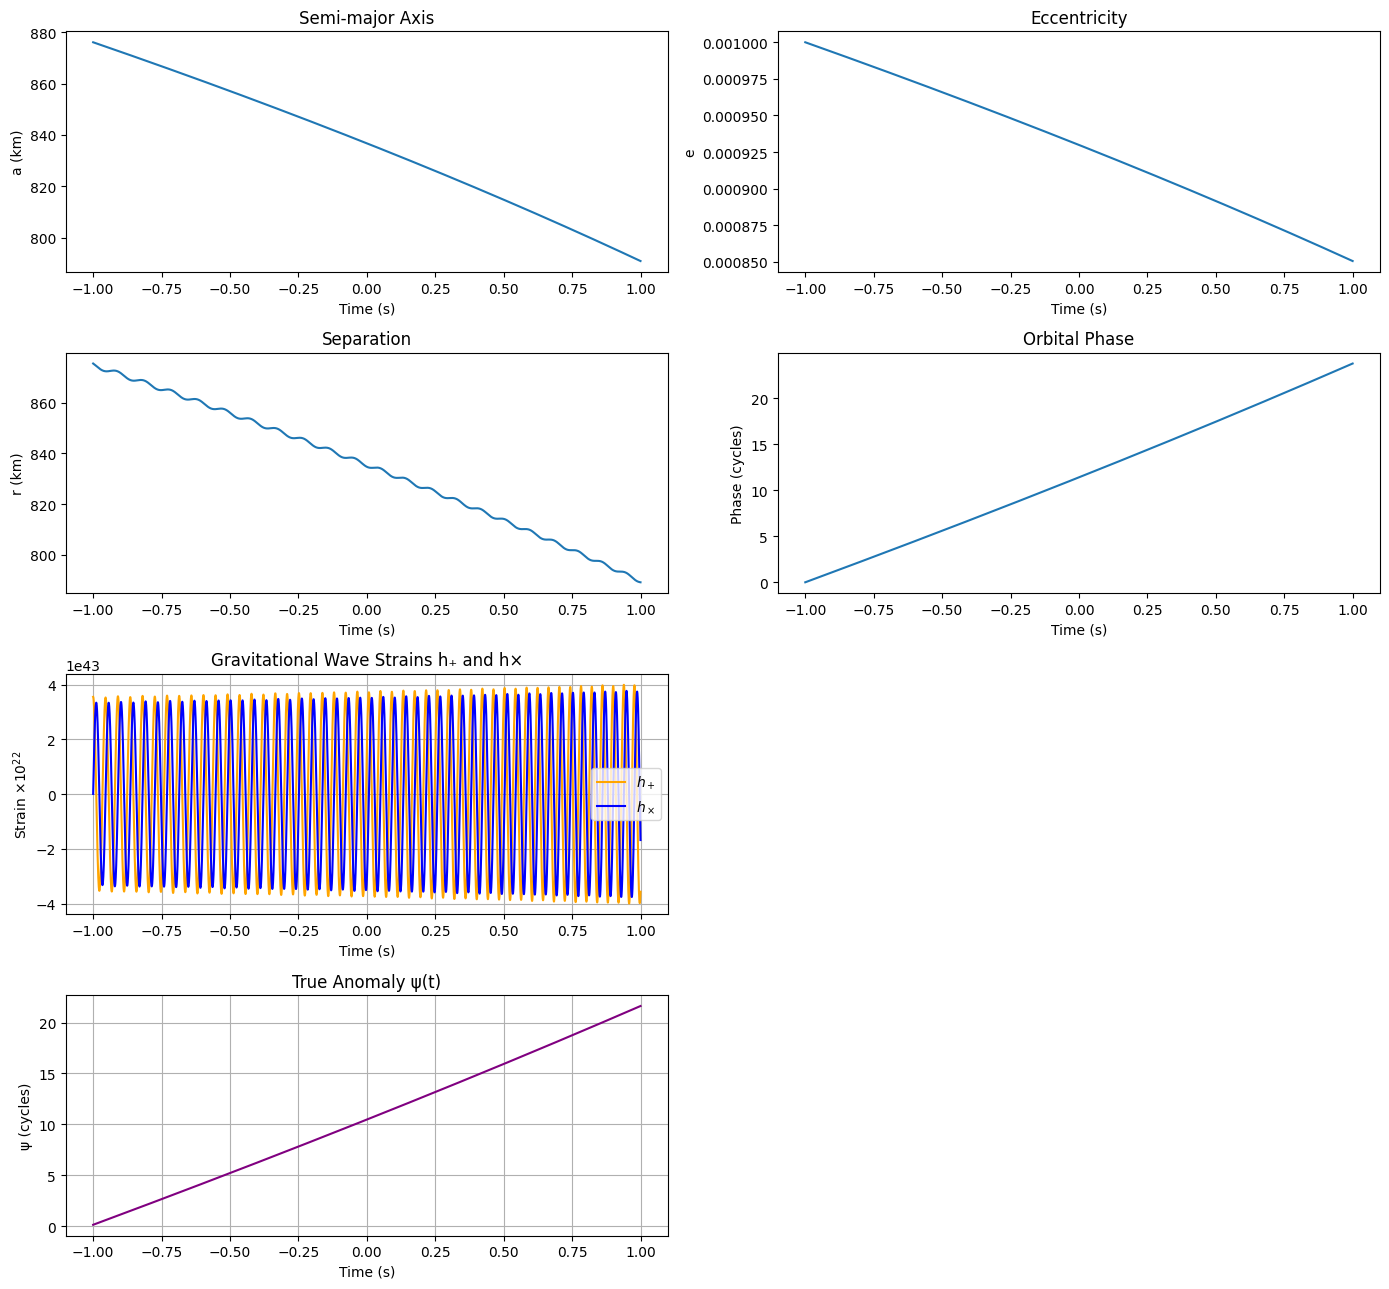 Semi-major Axis
a (km)
880
860
840
820
800
−1.00 −0.75 −0.50 −0.25 0.00 0.25 0.50 0.75 1.00
Time (s)
Eccentricity
e
0.001000
0.000975
0.000950
0.000925
0.000900
0.000875
0.000850
−1.00 −0.75 −0.50 −0.25 0.00 0.25 0.50 0.75 1.00
Time (s)
Separation
r (km)
860
840
820
800
−1.00 −0.75 −0.50 −0.25 0.00 0.25 0.50 0.75 1.00
Time (s)
Orbital Phase
Phase (cycles)
20
15
10
5
0
−1.00 −0.75 −0.50 −0.25 0.00 0.25 0.50 0.75 1.00
Time (s)
Gravitational Wave Strains h₊ and h×
1e43
Strain ×10²²
4
2
0
−2
−4
h₊
h×
−1.00 −0.75 −0.50 −0.25 0.00 0.25 0.50 0.75 1.00
Time (s)
True Anomaly ψ(t)
ψ (cycles)
20
15
10
5
0
−1.00 −0.75 −0.50 −0.25 0.00 0.25 0.50 0.75 1.00
Time (s)